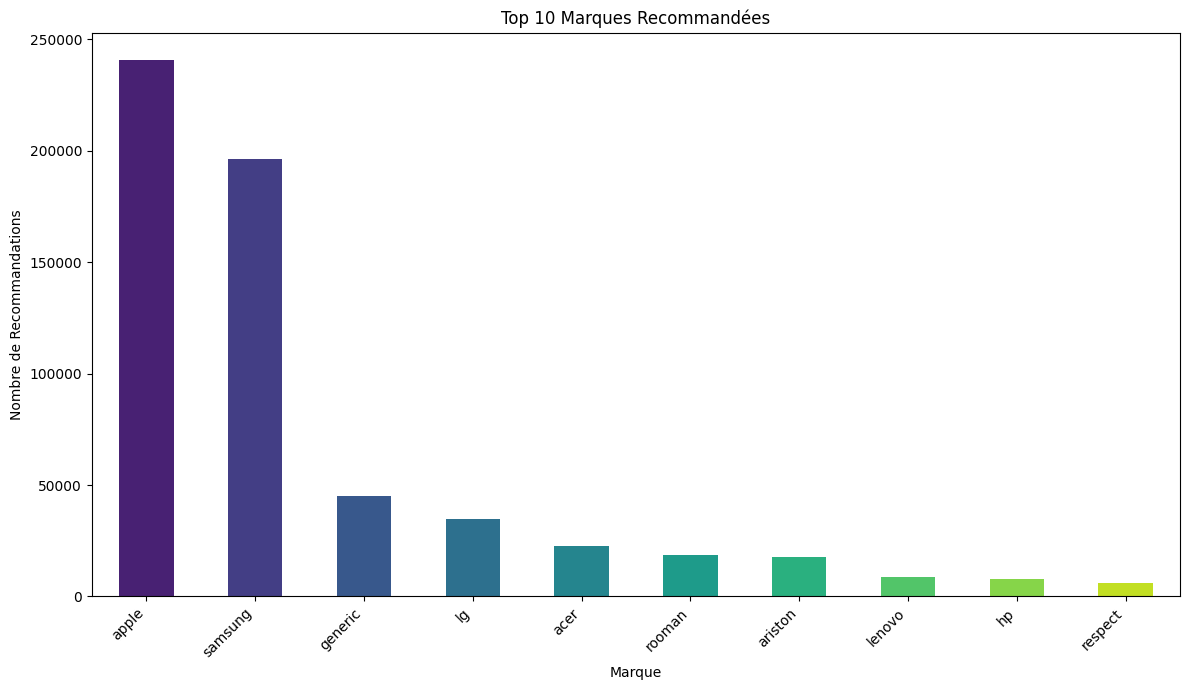 Top 10 Marques Recommandées
Nombre de Recommandations
250000
200000
150000
100000
50000
0
apple
samsung
generic
lg
acer
rooman
ariston
lenovo
hp
respect
Marque